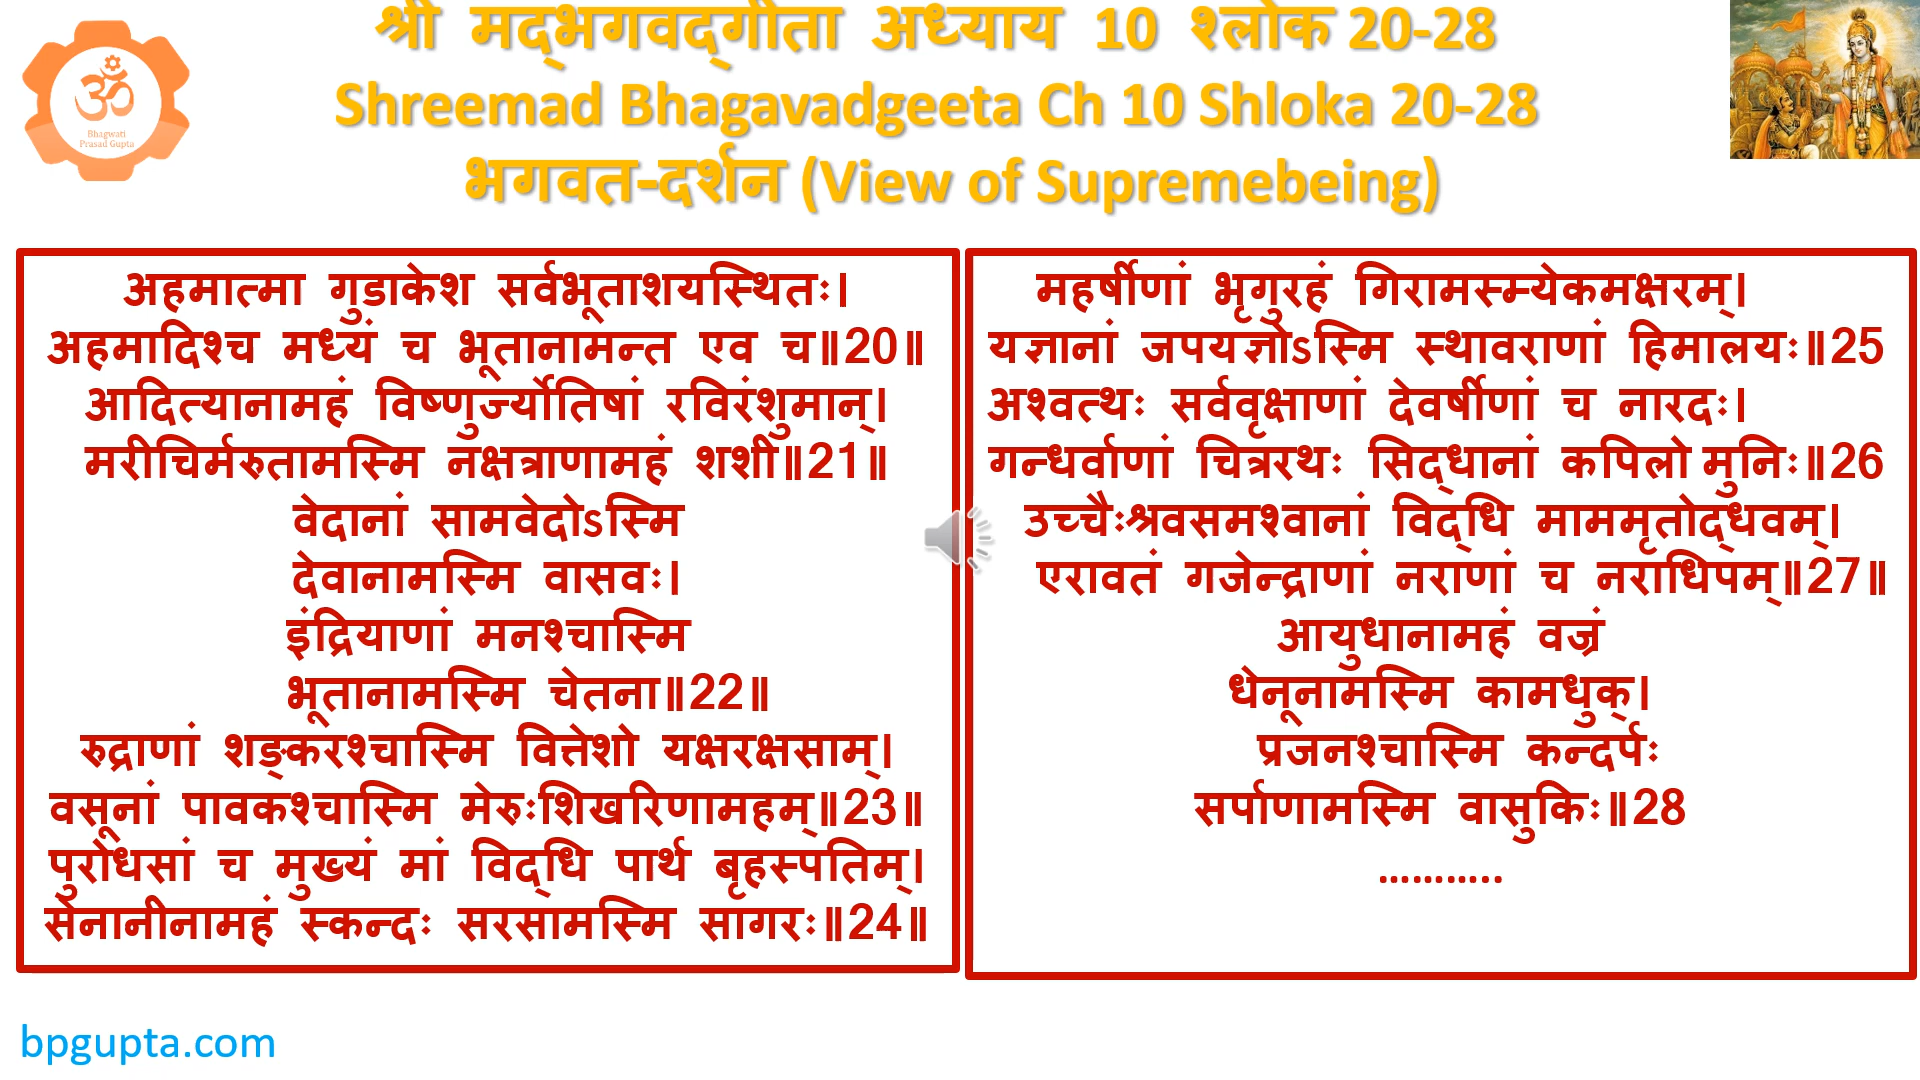 श्री मद्‌भगवद्‌गीता अध्याय 10 श्लोक 20-28
Shreemad Bhagavadgeeta Ch 10 Shloka 20-28
भगवत-दर्शन (View of Supremebeing)
Bhagwati
Prasad Gupta
अहमात्मा गुडाकेश सर्वभूताशयस्थितः।
अहमादिश्च मध्यं च भूतानामन्त एव च॥20॥
आदित्यानामहं विष्णुर्ज्योतिषां रविरंशुमान्।
मरीचिर्मरुतामस्मि नक्षत्राणामहं शशी॥21॥
वेदानां सामवेदोऽस्मि
देवानामस्मि वासवः।
इंद्रियाणां मनश्चास्मि
भूतानामस्मि चेतना॥22॥
रुद्राणां शङ्‌करश्चास्मि वित्तेशो यक्षरक्षसाम्।
वसूनां पावकश्चास्मि मेरुःशिखरिणामहम्॥23॥
पुरोधसां च मुख्यं मां विद्‌धि पार्थ बृहस्पतिम्।
सेनानीनामहं स्कन्दः सरसामस्मि सागरः॥24॥
महर्षीणां भृगुरहं गिरामस्म्येकमक्षरम्।
यज्ञानां जपयज्ञोऽस्मि स्थावराणां हिमालयः॥25
अश्वत्थः सर्ववृक्षाणां देवर्षीणां च नारदः।
गन्धर्वाणां चित्ररथः सिद्‌धानां कपिलो मुनिः॥26
उच्चैःश्रवसमश्वानां विद्‌धि माममृतोद्‌धवम्।
एरावतं गजेन्द्राणां नराणां च नराधिपम्॥27॥
आयुधानामहं वज्रं
धेनूनामस्मि कामधुक्।
प्रजनश्चास्मि कन्दर्पः
सर्पाणामस्मि वासुकिः॥28
...........
bpgupta.com